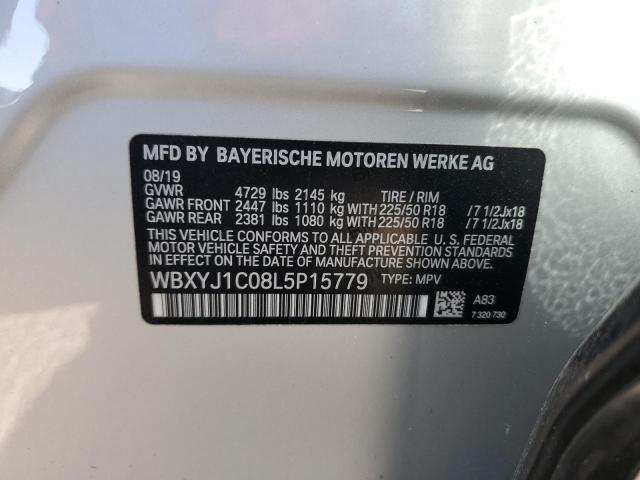 MFD BY BAYERISCHE MOTOREN WERKE AG
08/19
GVWR 4729 lbs 2145 kg TIRE / RIM
GAWR FRONT 2447 lbs 1110 kg WITH 225/50 R18 /7 1/2Jx18
GAWR REAR 2381 lbs 1080 kg WITH 225/50 R18 /7 1/2Jx18
THIS VEHICLE CONFORMS TO ALL APPLICABLE U. S. FEDERAL
MOTOR VEHICLE SAFETY AND THEFT PREVENTION STANDARDS
IN EFFECT ON THE DATE OF MANUFACTURE SHOWN ABOVE.
WBXYJ1C08L5P15779 TYPE: MPV
A83
7 320 730